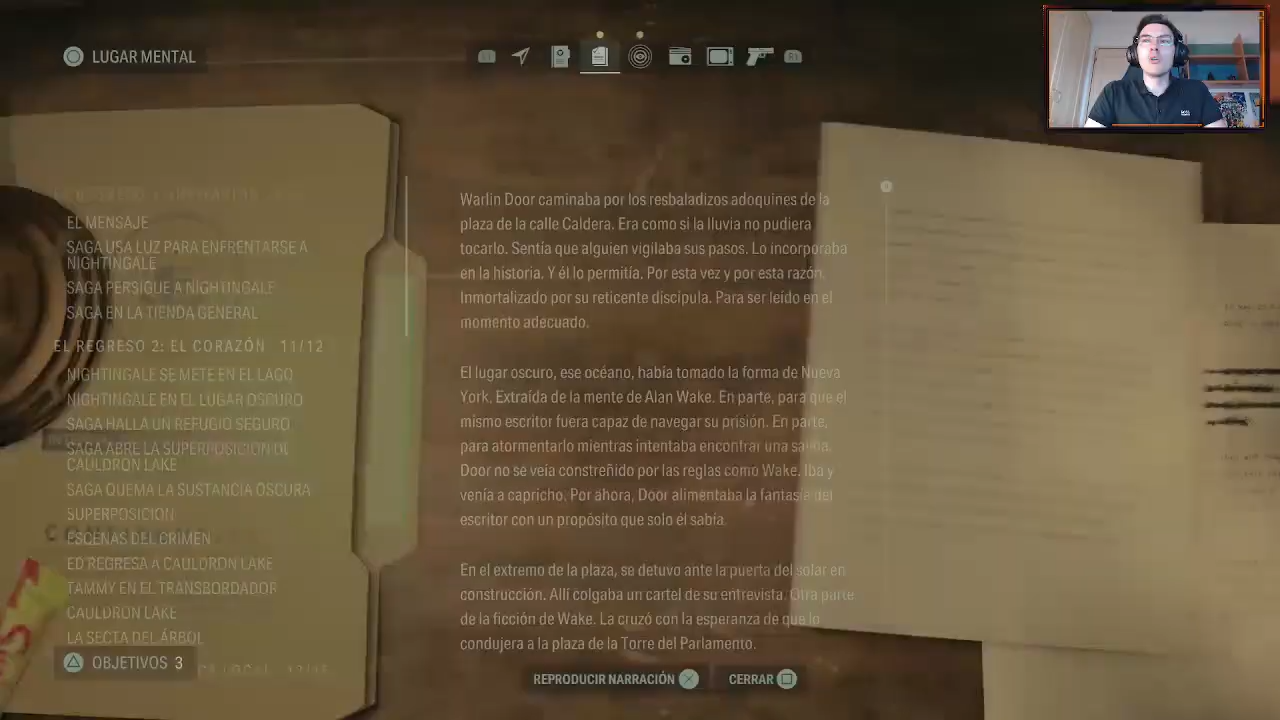 LUGAR MENTAL
EL MENSAJE
SAGA USA LUZ PARA ENFRENTARSE A
NIGHTINGALE
SAGA PERSIGUE A NIGHTINGALE
SAGA EN LA TIENDA GENERAL
EL REGRESO 2: EL CORAZÓN 11/12
NIGHTINGALE SE METE EN EL LAGO
NIGHTINGALE EN EL LUGAR OSCURO
SAGA HALLA UN REFUGIO SEGURO
SAGA ABRE LA SUPERPOSICIÓN DE
CAULDRON LAKE
SAGA QUEMA LA SUSTANCIA OSCURA
SUPERPOSICIÓN
ESCENAS DEL CRIMEN
ED REGRESA A CAULDRON LAKE
TAMMY EN EL TRANSBORDADOR
CAULDRON LAKE
LA SECTA DEL ÁRBOL
OBJETIVOS 3
Warlin Door caminaba por los resbaladizos adoquines de la
plaza de la calle Caldera. Era como si la lluvia no pudiera
tocarlo. Sentía que alguien vigilaba sus pasos. Lo incorporaba
en la historia. Y él lo permitía. Por esta vez y por esta razón.
Inmortalizado por su reticente discípula. Para ser leído en el
momento adecuado.
El lugar oscuro, ese océano, había tomado la forma de Nueva
York. Extraída de la mente de Alan Wake. En parte, para que el
mismo escritor fuera capaz de navegar su prisión. En parte,
para atormentarlo mientras intentaba encontrar una salida.
Door no se veía constreñido por las reglas como Wake. Iba y
venía a capricho. Por ahora, Door alimentaba la fantasía del
escritor con un propósito que solo él sabía.
En el extremo de la plaza, se detuvo ante la puerta del solar en
construcción. Allí colgaba un cartel de su entrevista. Otra parte
de la ficción de Wake. La cruzó con la esperanza de que lo
condujera a la plaza de la Torre del Parlamento.
REPRODUCIR NARRACIÓN
CERRAR